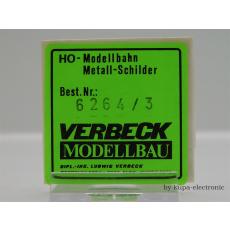 HO-Modellbahn
Metall-Schilder
Best.Nr.:
6264/3
VERBECK
MODELLBAU
DIPL.-ING. LUDWIG VERBECK
by-kupa-electronic